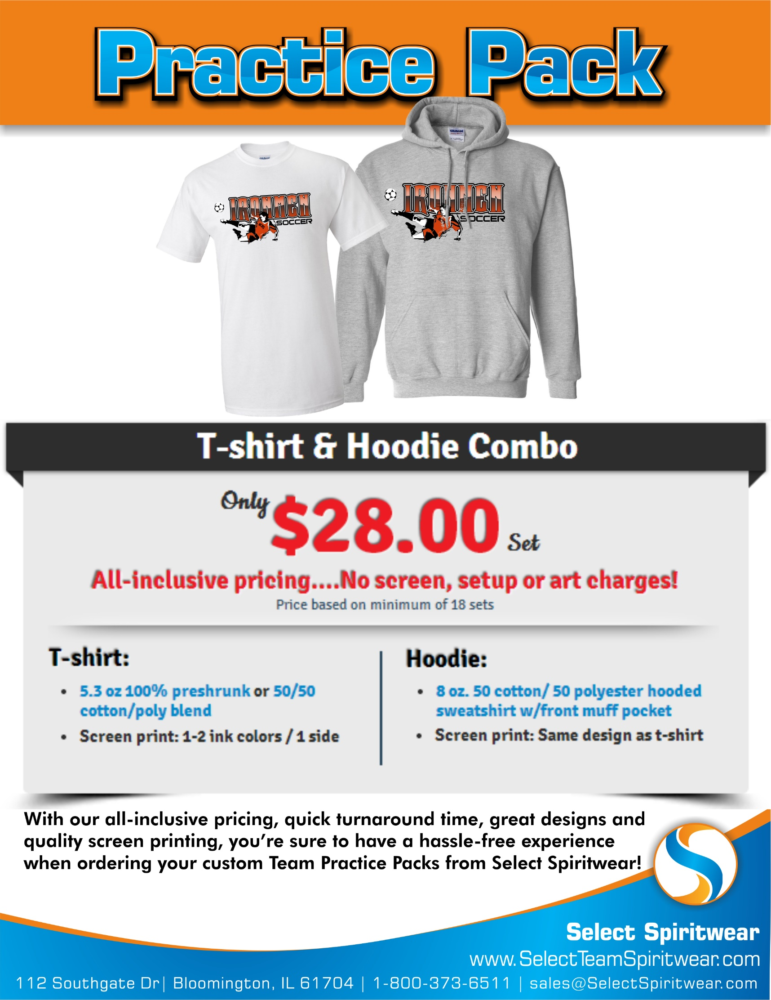 Practice Pack
GILDAN
GILDAN
IRONMEN
SOCCER
IRONMEN
SOCCER
T-shirt & Hoodie Combo
Only $28.00 Set
All-inclusive pricing....No screen, setup or art charges!
Price based on minimum of 18 sets
T-shirt:
• 5.3 oz 100% preshrunk or 50/50
cotton/poly blend
• Screen print: 1-2 ink colors / 1 side
Hoodie:
• 8 oz. 50 cotton/ 50 polyester hooded
sweatshirt w/front muff pocket
• Screen print: Same design as t-shirt
With our all-inclusive pricing, quick turnaround time, great designs and
quality screen printing, you’re sure to have a hassle-free experience
when ordering your custom Team Practice Packs from Select Spiritwear!
Select Spiritwear
www.SelectTeamSpiritwear.com
112 Southgate Dr| Bloomington, IL 61704 | 1-800-373-6511 | sales@SelectSpiritwear.com